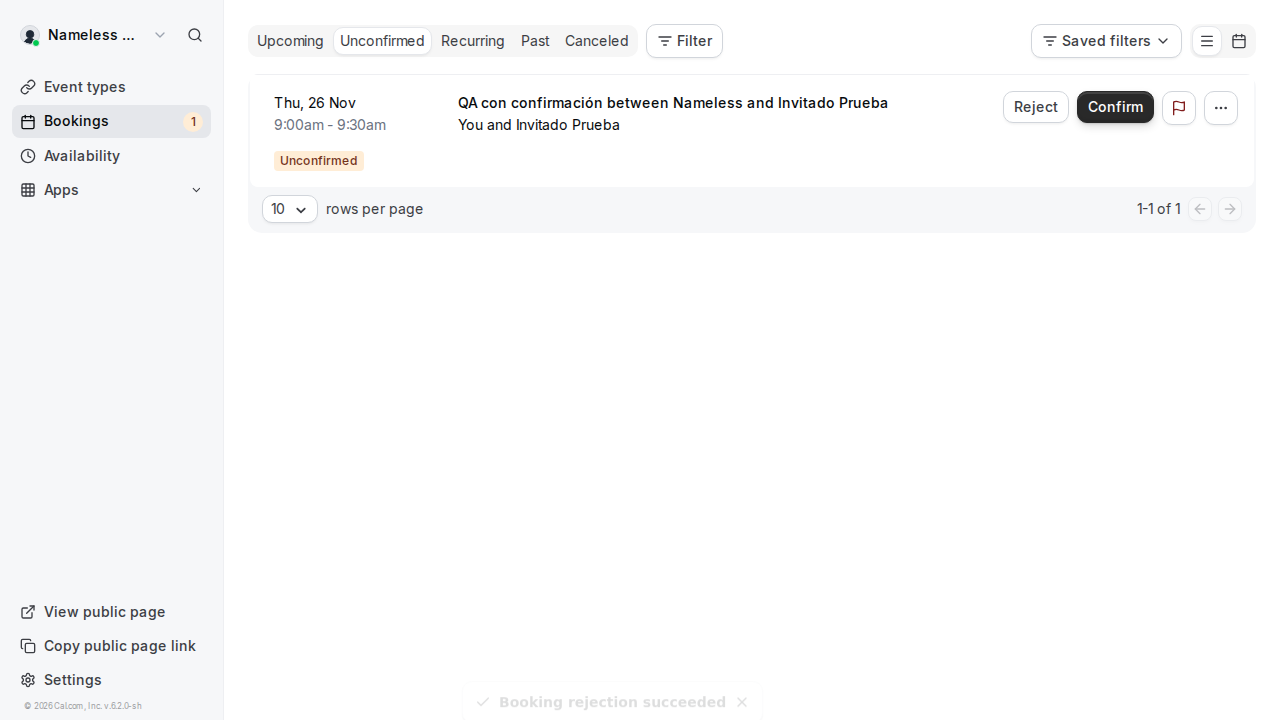 Nameless ...
Event types
Bookings 1
Availability
Apps
View public page
Copy public page link
Settings
© 2026 Cal.com, Inc. v.6.2.0-sh
Upcoming Unconfirmed Recurring Past Canceled Filter Saved filters
Thu, 26 Nov QA con confirmación between Nameless and Invitado Prueba Reject Confirm
9:00am - 9:30am You and Invitado Prueba
Unconfirmed
10 rows per page 1-1 of 1
Booking rejection succeeded